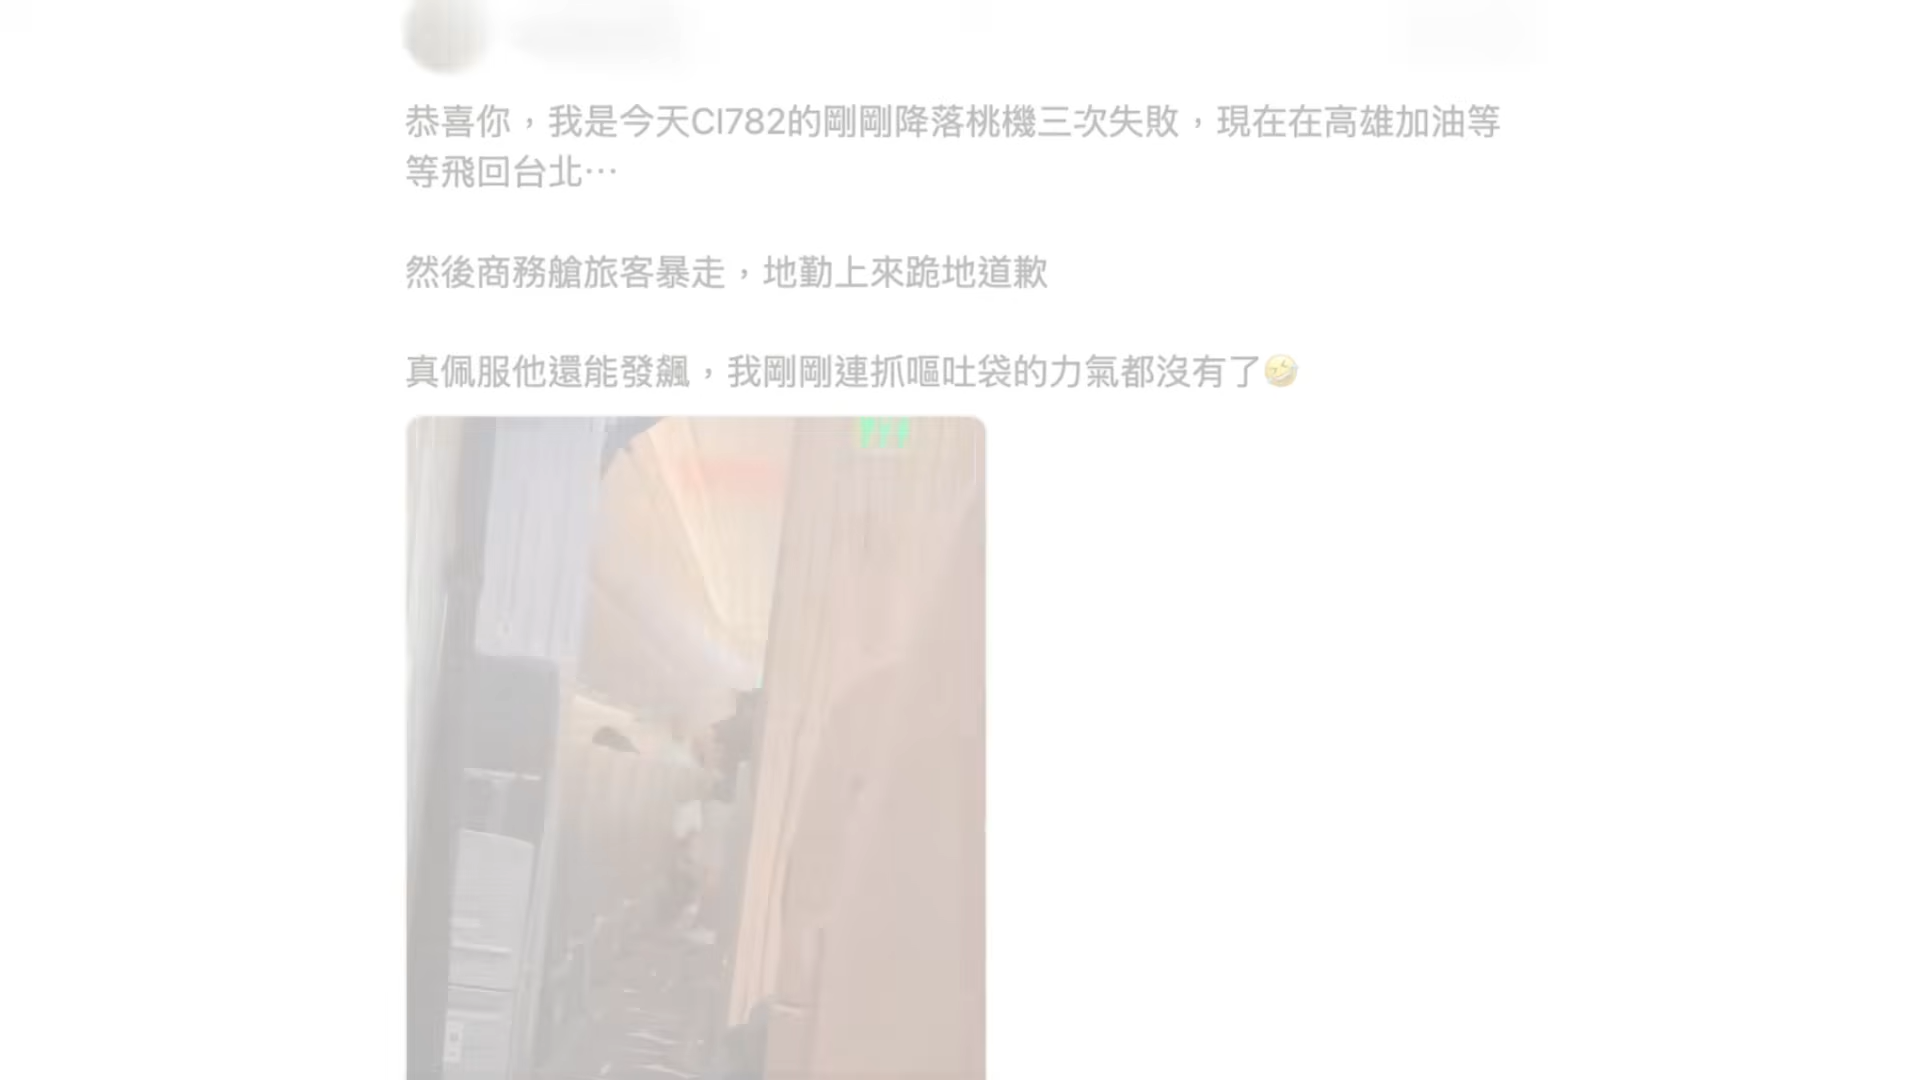 恭喜你，我是今天CI782的剛剛降落桃機三次失敗，現在在高雄加油等
等飛回台北⋯
然後商務艙旅客暴走，地勤上來跪地道歉
真佩服他還能發飆，我剛剛連抓嘔吐袋的力氣都沒有了🤣